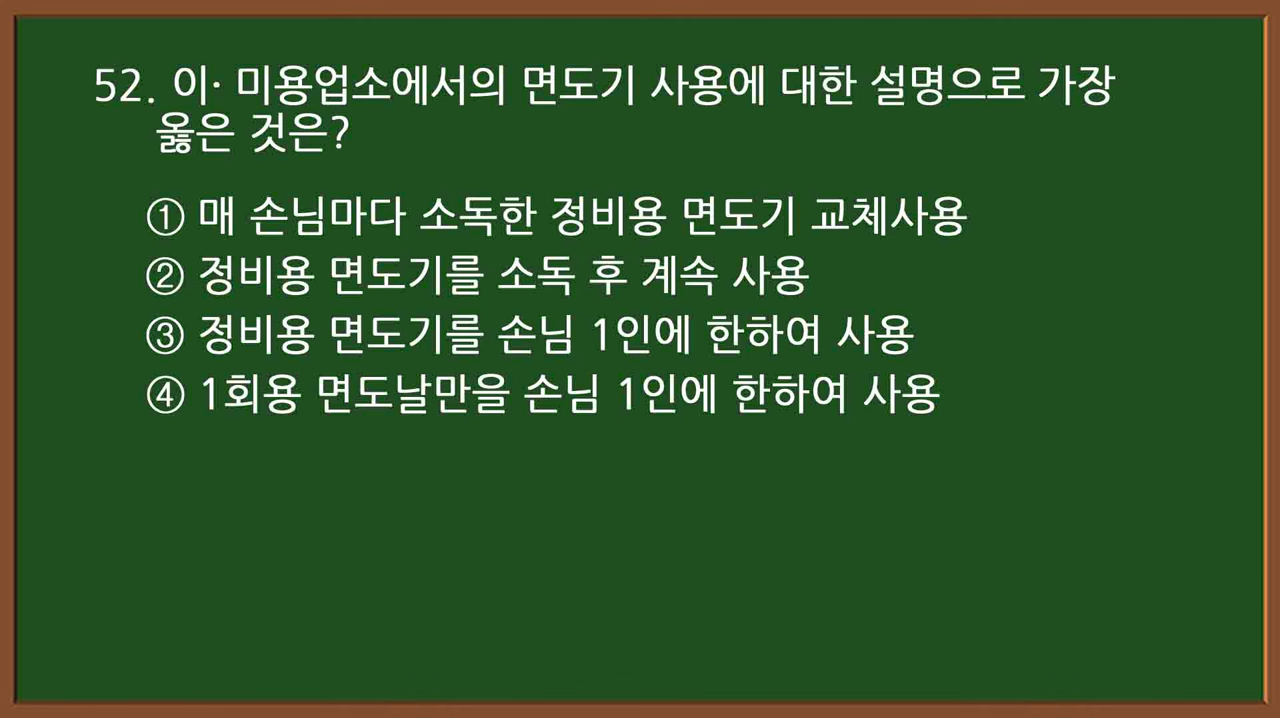 52. 이· 미용업소에서의 면도기 사용에 대한 설명으로 가장
옳은 것은?
① 매 손님마다 소독한 정비용 면도기 교체사용
② 정비용 면도기를 소독 후 계속 사용
③ 정비용 면도기를 손님 1인에 한하여 사용
④ 1회용 면도날만을 손님 1인에 한하여 사용